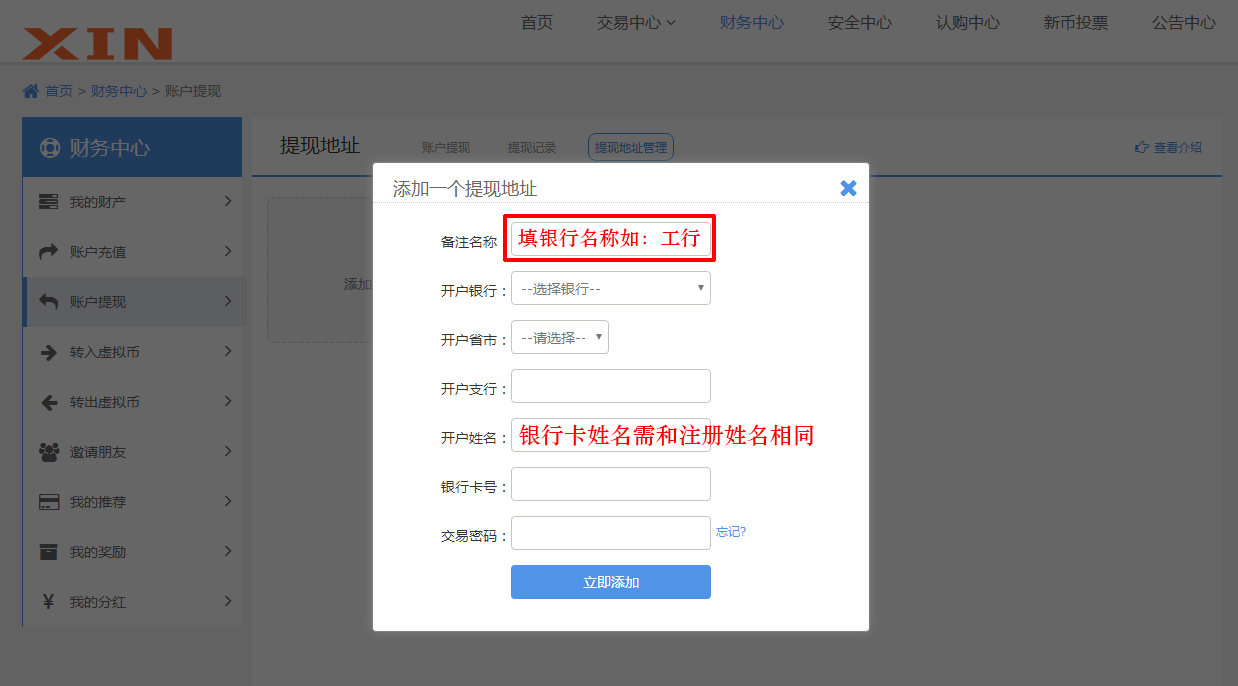 XIN
首页
交易中心
财务中心
安全中心
认购中心
新币投票
公告中心
首页 > 财务中心 > 账户提现
财务中心
我的财产
账户充值
账户提现
转入虚拟币
转出虚拟币
邀请朋友
我的推荐
我的奖励
¥ 我的分红
提现地址
账户提现
提现记录
提现地址管理
查看介绍
添加
添加一个提现地址
备注名称
填银行名称如：工行
开户银行：
--选择银行--
开户省市：
--请选择--
开户支行：
开户姓名：
银行卡姓名需和注册姓名相同
银行卡号：
交易密码：
忘记?
立即添加